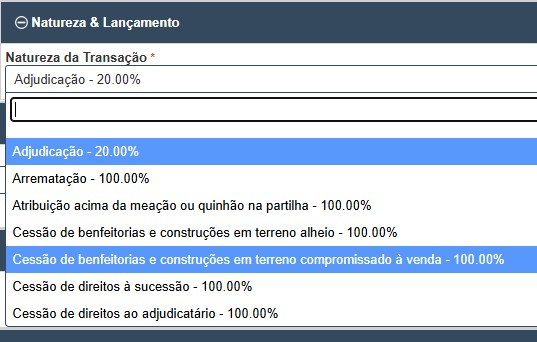 Natureza & Lançamento
Natureza da Transação *
Adjudicação - 20.00%
Adjudicação - 20.00%
Arrematação - 100.00%
Atribuição acima da meação ou quinhão na partilha - 100.00%
Cessão de benfeitorias e construções em terreno alheio - 100.00%
Cessão de benfeitorias e construções em terreno compromissado à venda - 100.00%
Cessão de direitos à sucessão - 100.00%
Cessão de direitos ao adjudicatário - 100.00%